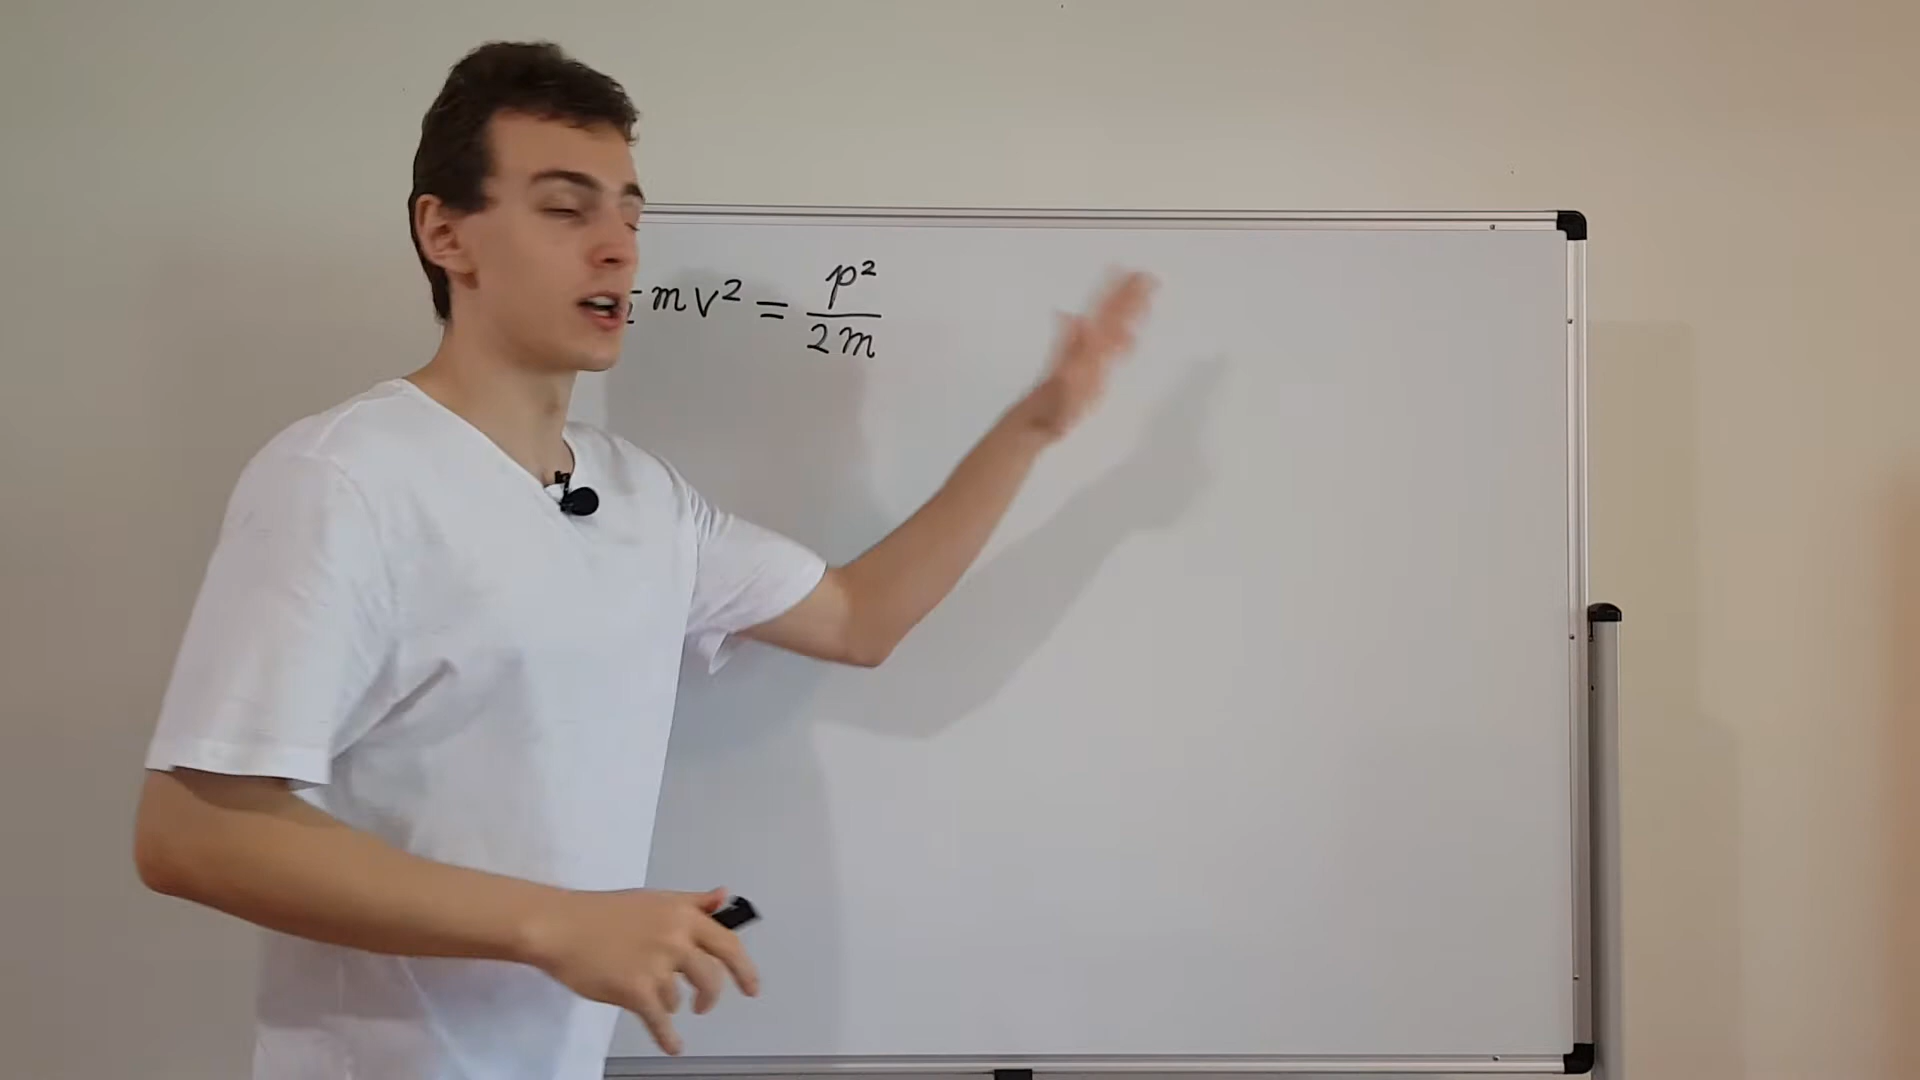 mv² = p²/2m